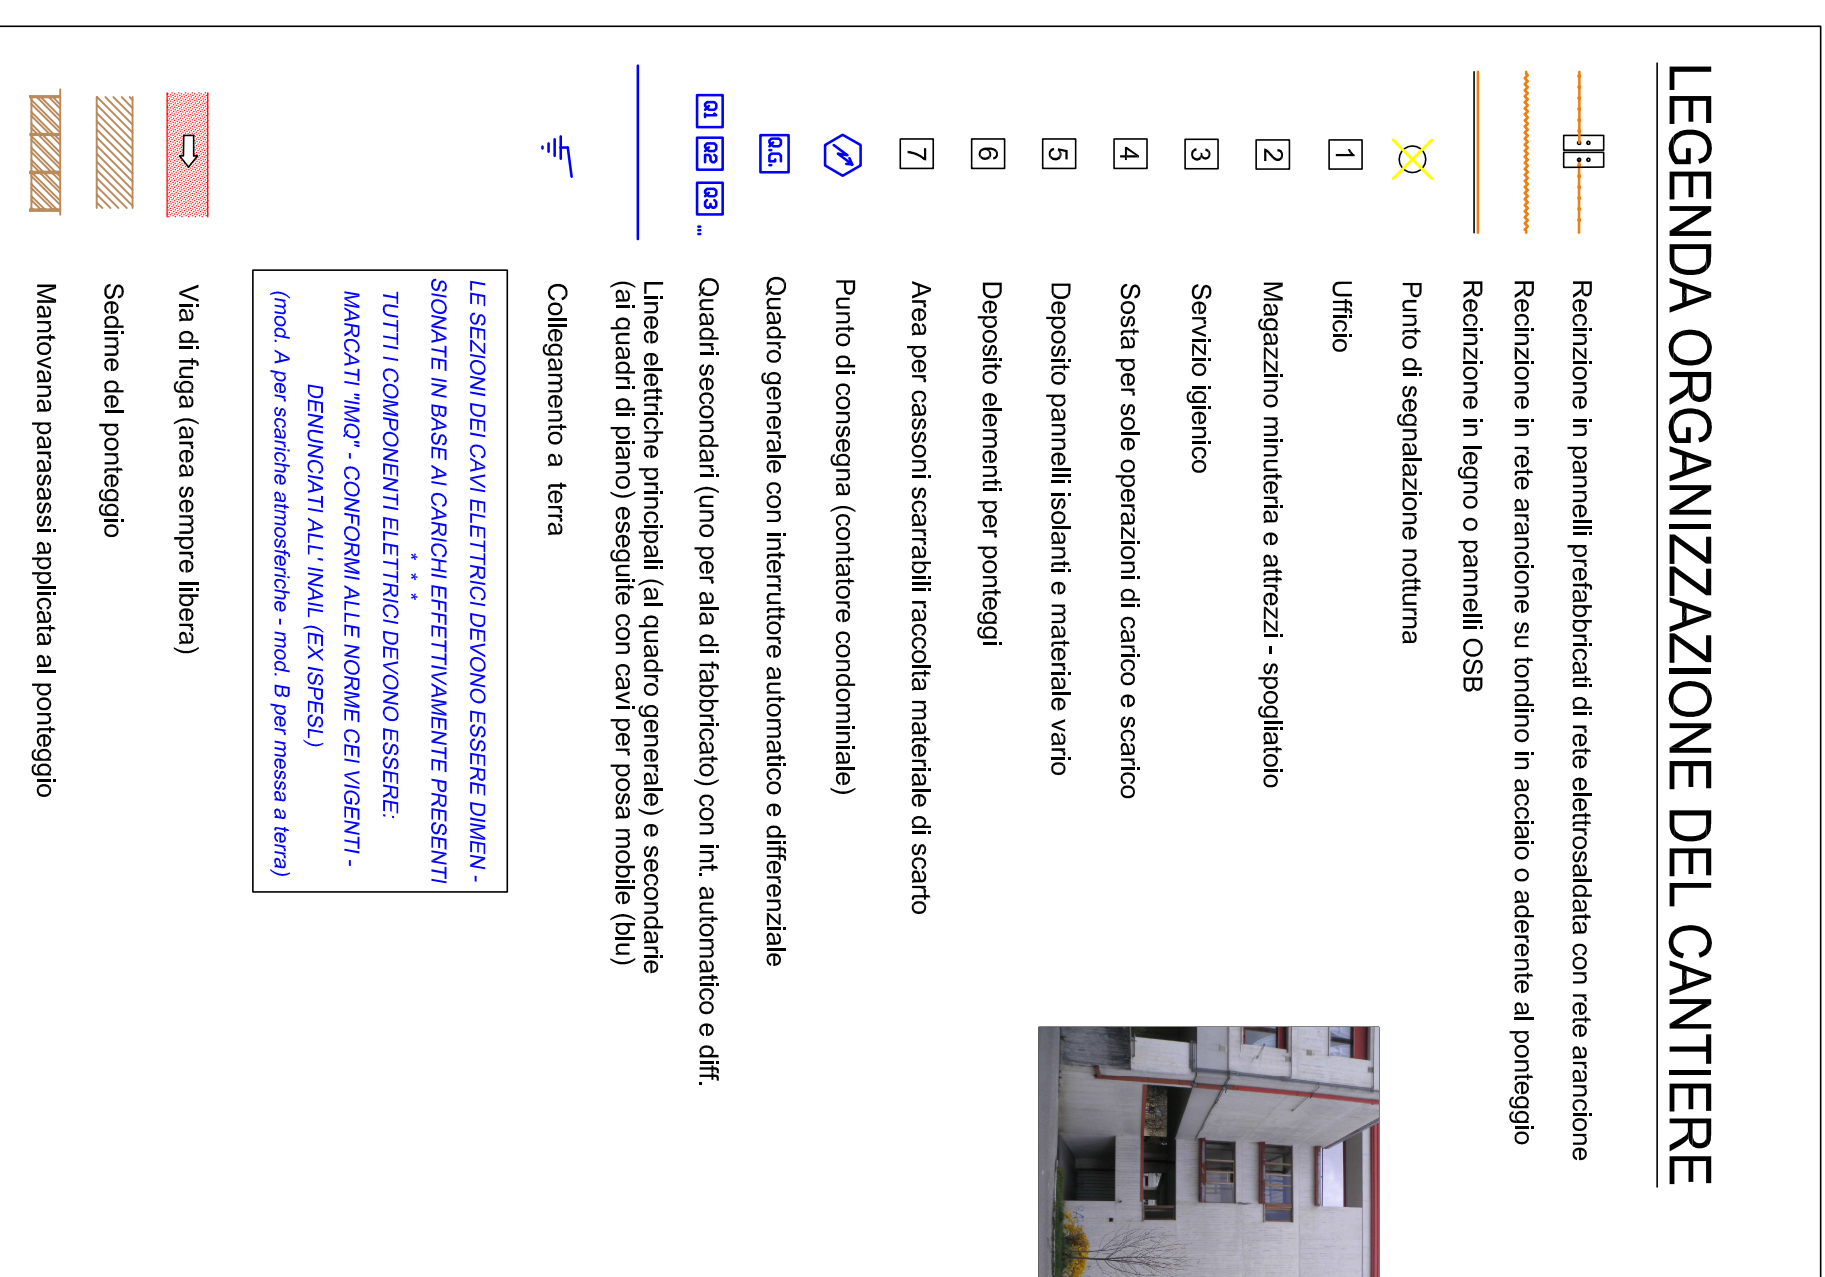 LEGENDA ORGANIZZAZIONE DEL CANTIERE
Recinzione in pannelli prefabbricati di rete elettrosaldata con rete arancione
Recinzione in rete arancione su tondino in acciaio o aderente al ponteggio
Recinzione in legno o pannelli OSB
Punto di segnalazione notturna
1 Ufficio
2 Magazzino minuteria e attrezzi - spogliatoio
3 Servizio igienico
4 Sosta per sole operazioni di carico e scarico
5 Deposito pannelli isolanti e materiale vario
6 Deposito elementi per ponteggi
7 Area per cassoni scarrabili raccolta materiale di scarto
Punto di consegna (contatore condominiale)
Q.G. Quadro generale con interruttore automatico e differenziale
Q1 Q2 Q3 ... Quadri secondari (uno per ala di fabbricato) con int. automatico e diff.
Linee elettriche principali (al quadro generale) e secondarie
(ai quadri di piano) eseguite con cavi per posa mobile (blu)
Collegamento a terra
LE SEZIONI DEI CAVI ELETTRICI DEVONO ESSERE DIMEN -
SIONATE IN BASE AI CARICHI EFFETTIVAMENTE PRESENTI
* * *
TUTTI I COMPONENTI ELETTRICI DEVONO ESSERE:
MARCATI "IMQ" - CONFORMI ALLE NORME CEI VIGENTI -
DENUNCIATI ALL' INAIL (EX ISPESL)
(mod. A per scariche atmosferiche - mod. B per messa a terra)
Via di fuga (area sempre libera)
Sedime del ponteggio
Mantovana parasassi applicata al ponteggio